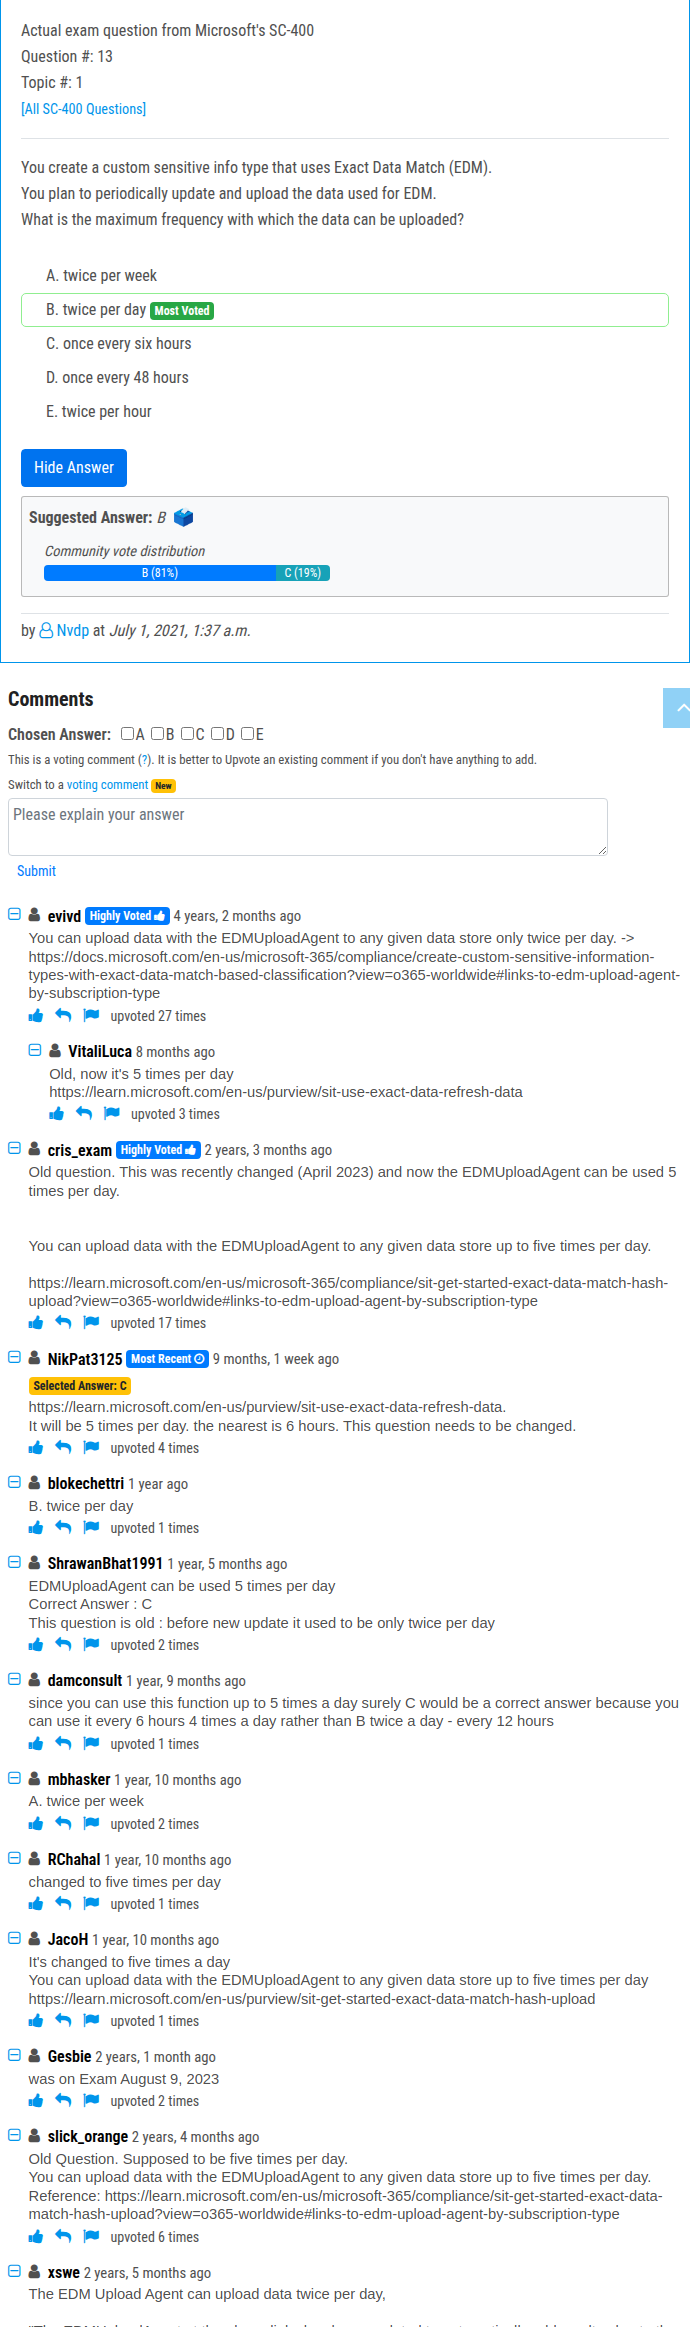 Actual exam question from Microsoft's SC-400
Question #: 13
Topic #: 1
[All SC-400 Questions]
You create a custom sensitive info type that uses Exact Data Match (EDM).
You plan to periodically update and upload the data used for EDM.
What is the maximum frequency with which the data can be uploaded?
A. twice per week
B. twice per day Most Voted
C. once every six hours
D. once every 48 hours
E. twice per hour
Hide Answer
Suggested Answer: B
Community vote distribution
B (81%) C (19%)
by Nvdp at July 1, 2021, 1:37 a.m.
Comments
Chosen Answer: A B C D E
This is a voting comment (?). It is better to Upvote an existing comment if you don't have anything to add.
Switch to a voting comment New
Please explain your answer
Submit
evivd Highly Voted 4 years, 2 months ago
You can upload data with the EDMUploadAgent to any given data store only twice per day. ->
https://docs.microsoft.com/en-us/microsoft-365/compliance/create-custom-sensitive-information-
types-with-exact-data-match-based-classification?view=o365-worldwide#links-to-edm-upload-agent-
by-subscription-type
upvoted 27 times
VitaliLuca 8 months ago
Old, now it's 5 times per day
https://learn.microsoft.com/en-us/purview/sit-use-exact-data-refresh-data
upvoted 3 times
cris_exam Highly Voted 2 years, 3 months ago
Old question. This was recently changed (April 2023) and now the EDMUploadAgent can be used 5
times per day.
You can upload data with the EDMUploadAgent to any given data store up to five times per day.
https://learn.microsoft.com/en-us/microsoft-365/compliance/sit-get-started-exact-data-match-hash-
upload?view=o365-worldwide#links-to-edm-upload-agent-by-subscription-type
upvoted 17 times
NikPat3125 Most Recent 9 months, 1 week ago
Selected Answer: C
https://learn.microsoft.com/en-us/purview/sit-use-exact-data-refresh-data.
It will be 5 times per day. the nearest is 6 hours. This question needs to be changed.
upvoted 4 times
blokechettri 1 year ago
B. twice per day
upvoted 1 times
ShrawanBhat1991 1 year, 5 months ago
EDMUploadAgent can be used 5 times per day
Correct Answer : C
This question is old : before new update it used to be only twice per day
upvoted 2 times
damconsult 1 year, 9 months ago
since you can use this function up to 5 times a day surely C would be a correct answer because you
can use it every 6 hours 4 times a day rather than B twice a day - every 12 hours
upvoted 1 times
mbhasker 1 year, 10 months ago
A. twice per week
upvoted 2 times
RChahal 1 year, 10 months ago
changed to five times per day
upvoted 1 times
JacoH 1 year, 10 months ago
It's changed to five times a day
You can upload data with the EDMUploadAgent to any given data store up to five times per day
https://learn.microsoft.com/en-us/purview/sit-get-started-exact-data-match-hash-upload
upvoted 1 times
Gesbie 2 years, 1 month ago
was on Exam August 9, 2023
upvoted 2 times
slick_orange 2 years, 4 months ago
Old Question. Supposed to be five times per day.
You can upload data with the EDMUploadAgent to any given data store up to five times per day.
Reference: https://learn.microsoft.com/en-us/microsoft-365/compliance/sit-get-started-exact-data-
match-hash-upload?view=o365-worldwide#links-to-edm-upload-agent-by-subscription-type
upvoted 6 times
xswe 2 years, 5 months ago
The EDM Upload Agent can upload data twice per day,